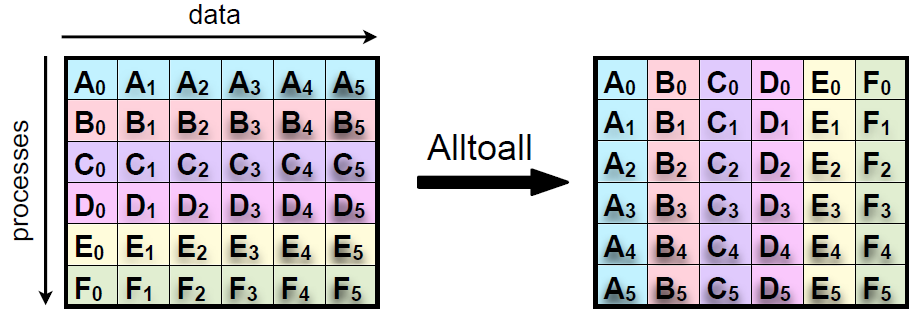 data
processes
A0 A1 A2 A3 A4 A5
B0 B1 B2 B3 B4 B5
C0 C1 C2 C3 C4 C5
D0 D1 D2 D3 D4 D5
E0 E1 E2 E3 E4 E5
F0 F1 F2 F3 F4 F5
Alltoall
A0 B0 C0 D0 E0 F0
A1 B1 C1 D1 E1 F1
A2 B2 C2 D2 E2 F2
A3 B3 C3 D3 E3 F3
A4 B4 C4 D4 E4 F4
A5 B5 C5 D5 E5 F5